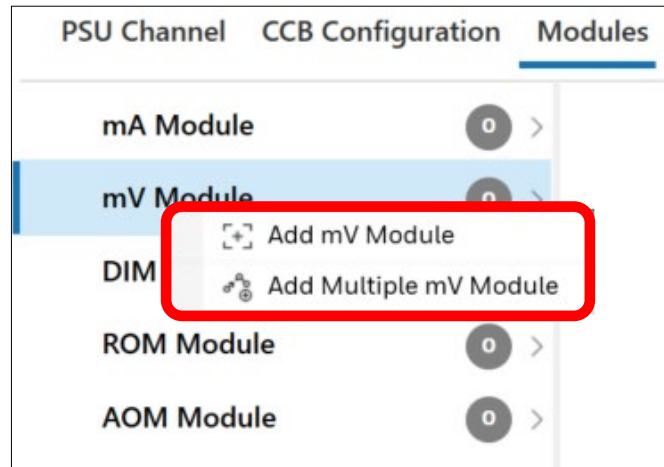 PSU Channel CCB Configuration Modules
mA Module 0
mV Module 0
Add mV Module
DIM
Add Multiple mV Module
ROM Module 0
AOM Module 0